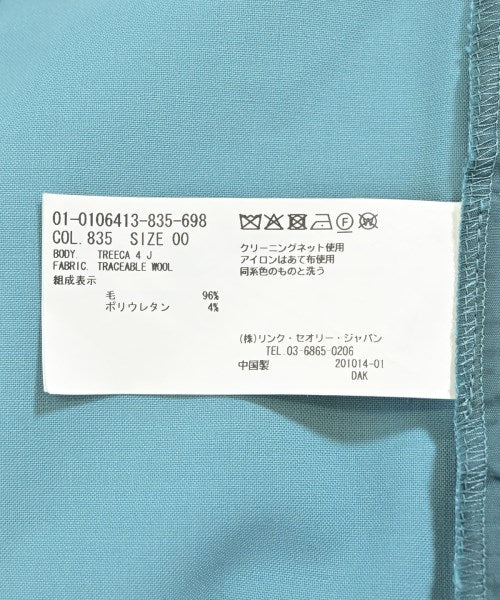 01-0106413-835-698
COL. 835 SIZE 00
BODY. TREECA 4 J
FABRIC. TRACEABLE WOOL
組成表示
毛 96%
ポリウレタン 4%
クリーニングネット使用
アイロンはあて布使用
同系色のものと洗う
(株)リンク・セオリー・ジャパン
TEL. 03-6865-0206
中国製 201014-01
DAK